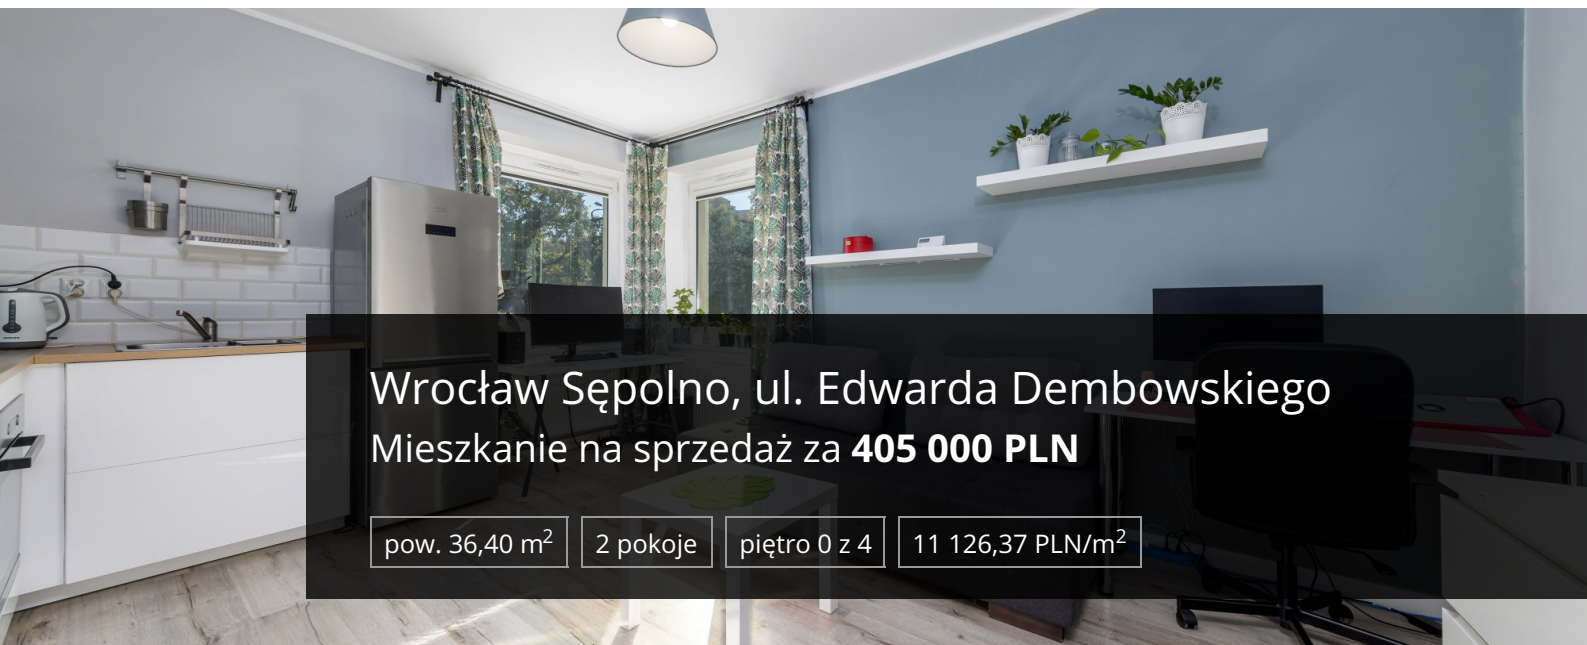 Wrocław Sępolno, ul. Edwarda Dembowskiego
Mieszkanie na sprzedaż za 405 000 PLN
pow. 36,40 m² 2 pokoje piętro 0 z 4 11 126,37 PLN/m²